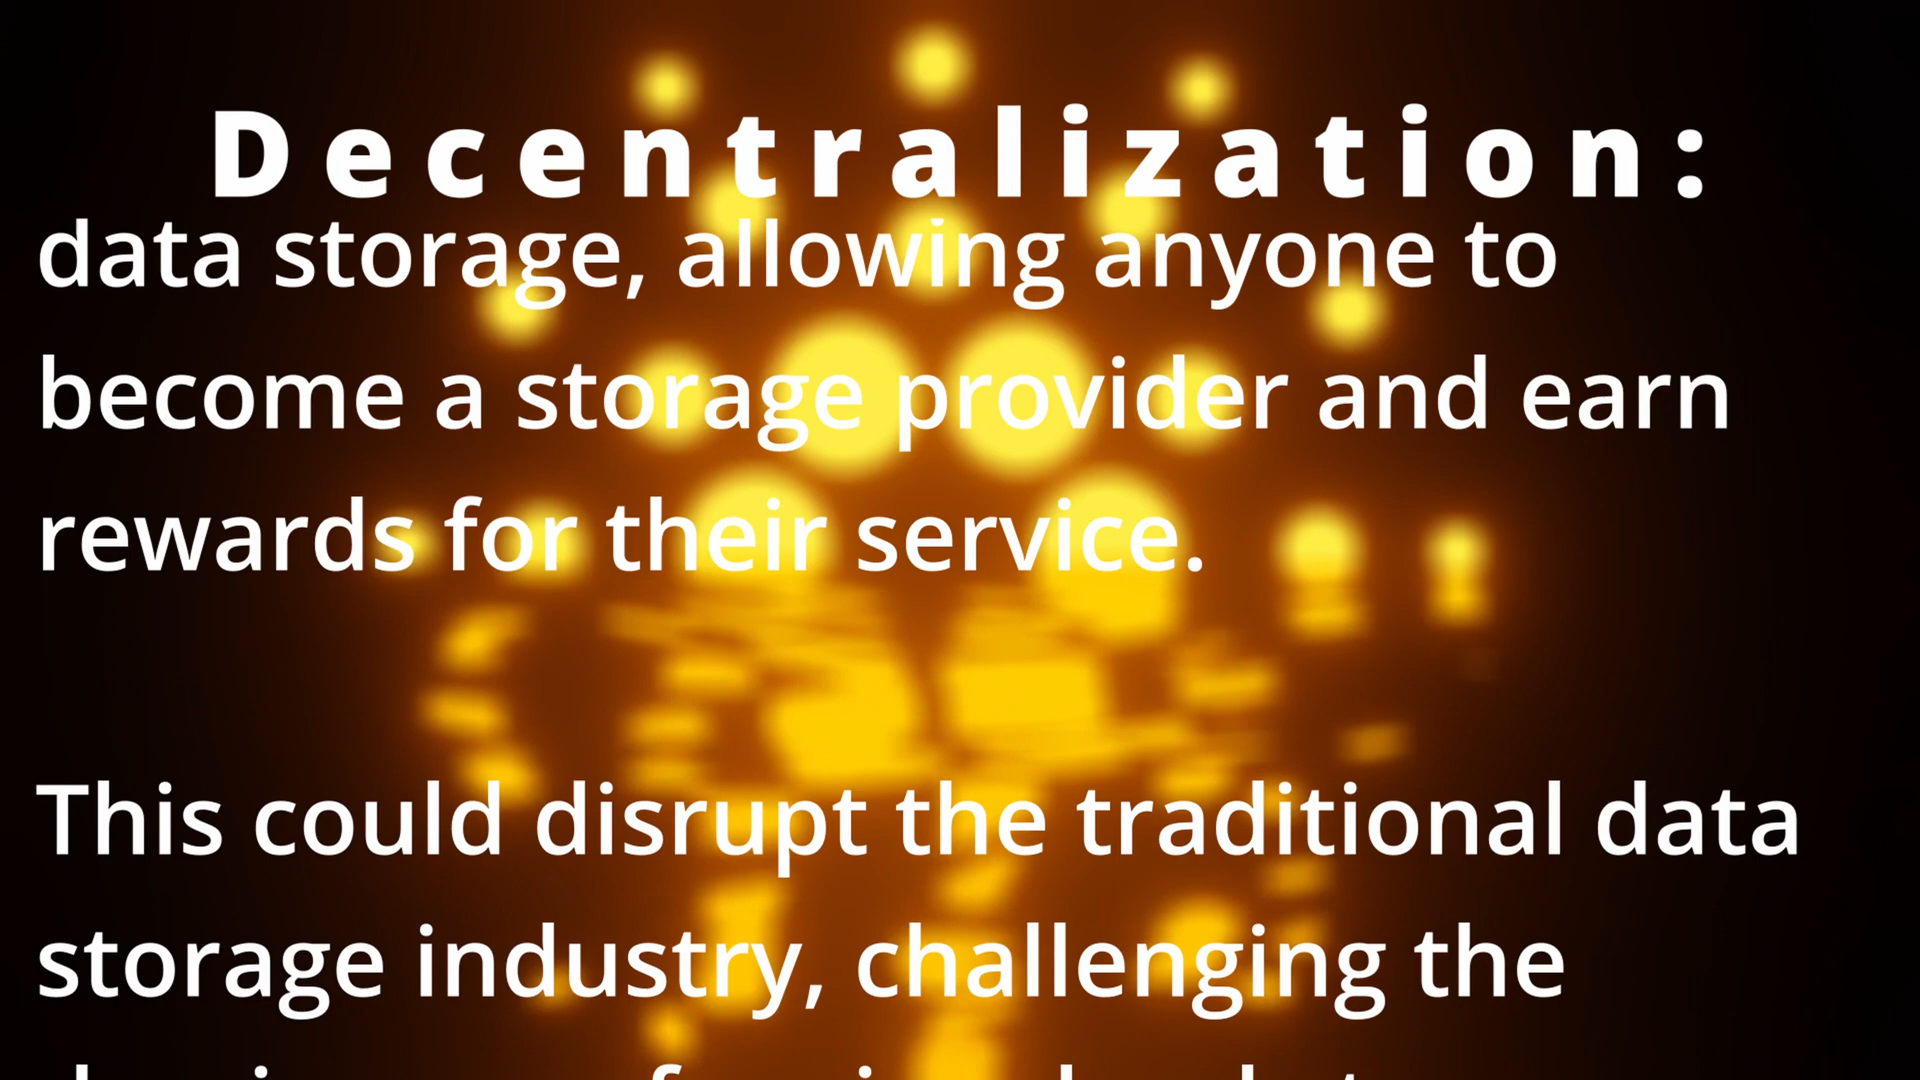 Decentralization:
data storage, allowing anyone to
become a storage provider and earn
rewards for their service.
This could disrupt the traditional data
storage industry, challenging the